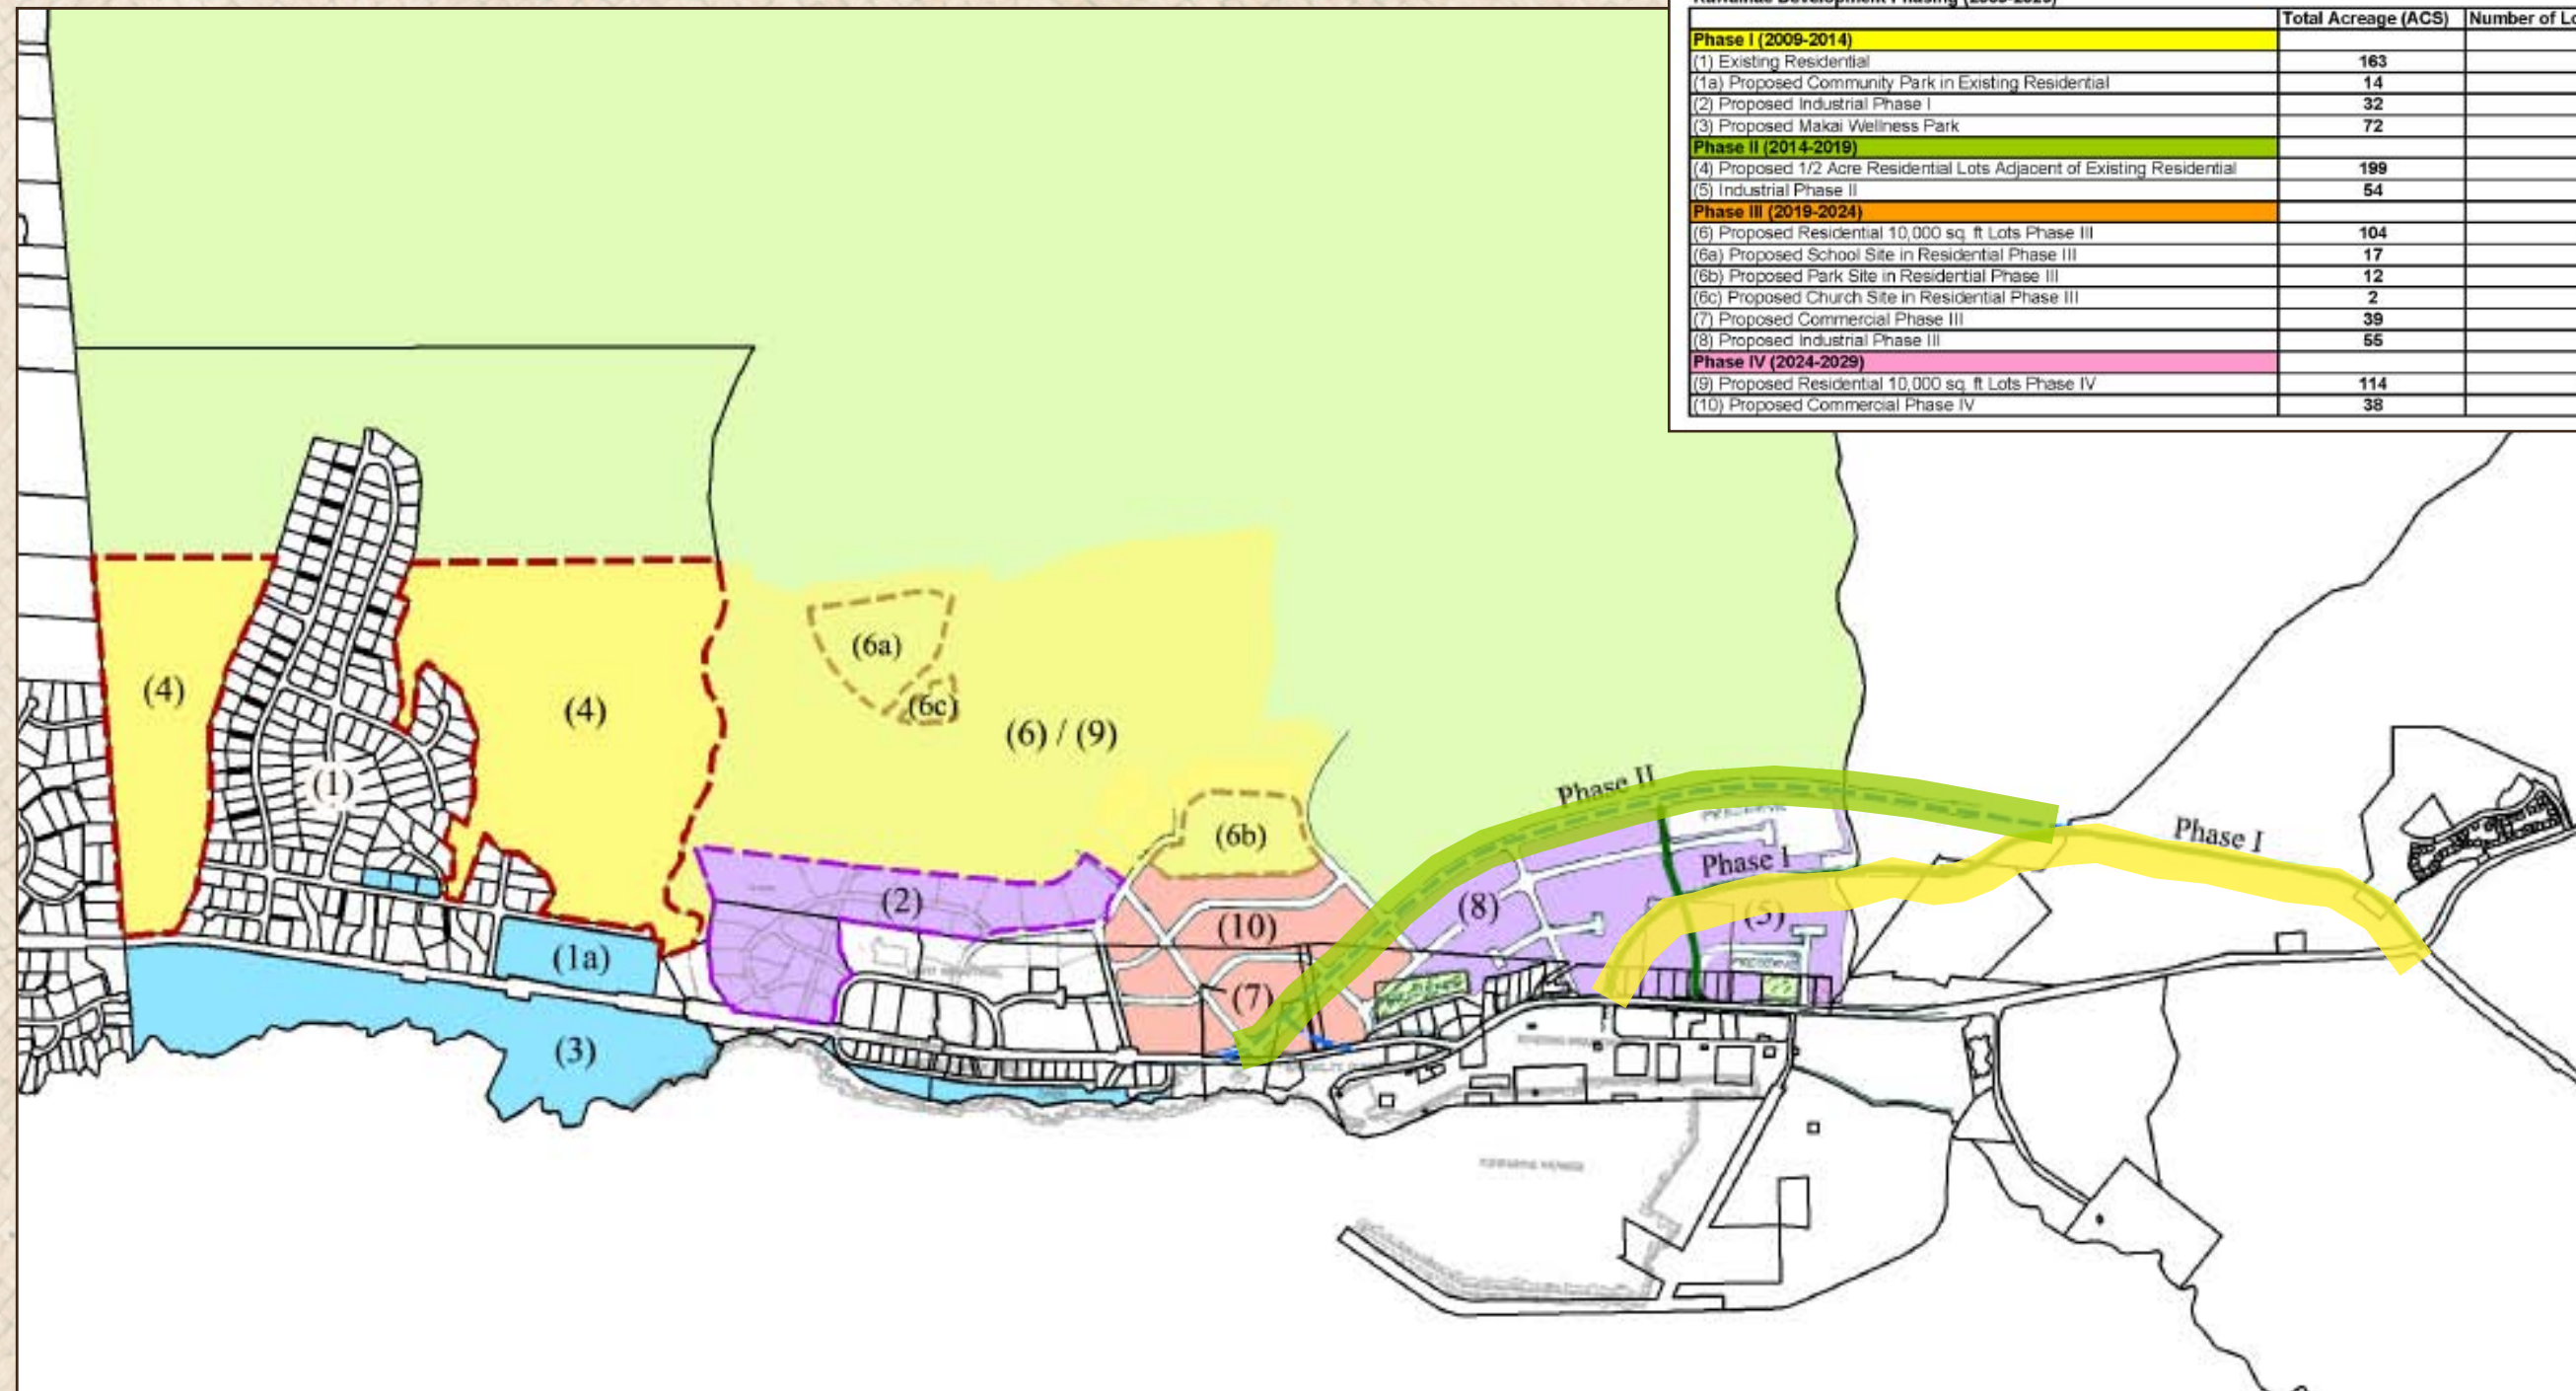 Total Acreage (ACS) Number of
Phase I (2009-2014)
(1) Existing Residential 163
(1a) Proposed Community Park in Existing Residential 14
(2) Proposed Industrial Phase I 32
(3) Proposed Makai Wellness Park 72
Phase II (2014-2019)
(4) Proposed 1/2 Acre Residential Lots Adjacent of Existing Residential 199
(5) Industrial Phase II 54
Phase III (2019-2024)
(6) Proposed Residential 10,000 sq. ft Lots Phase III 104
(6a) Proposed School Site in Residential Phase III 17
(6b) Proposed Park Site in Residential Phase III 12
(6c) Proposed Church Site in Residential Phase III 2
(7) Proposed Commercial Phase III 39
(8) Proposed Industrial Phase III 55
Phase IV (2024-2029)
(9) Proposed Residential 10,000 sq. ft Lots Phase IV 114
(10) Proposed Commercial Phase IV 38
(6a)
(4)
(4)
(6c)
(6) / (9)
(1)
Phase II
(6b)
Phase I
Phase I
(2)
(8)
(5)
(10)
(1a)
PRESERVE
(7)
(3)